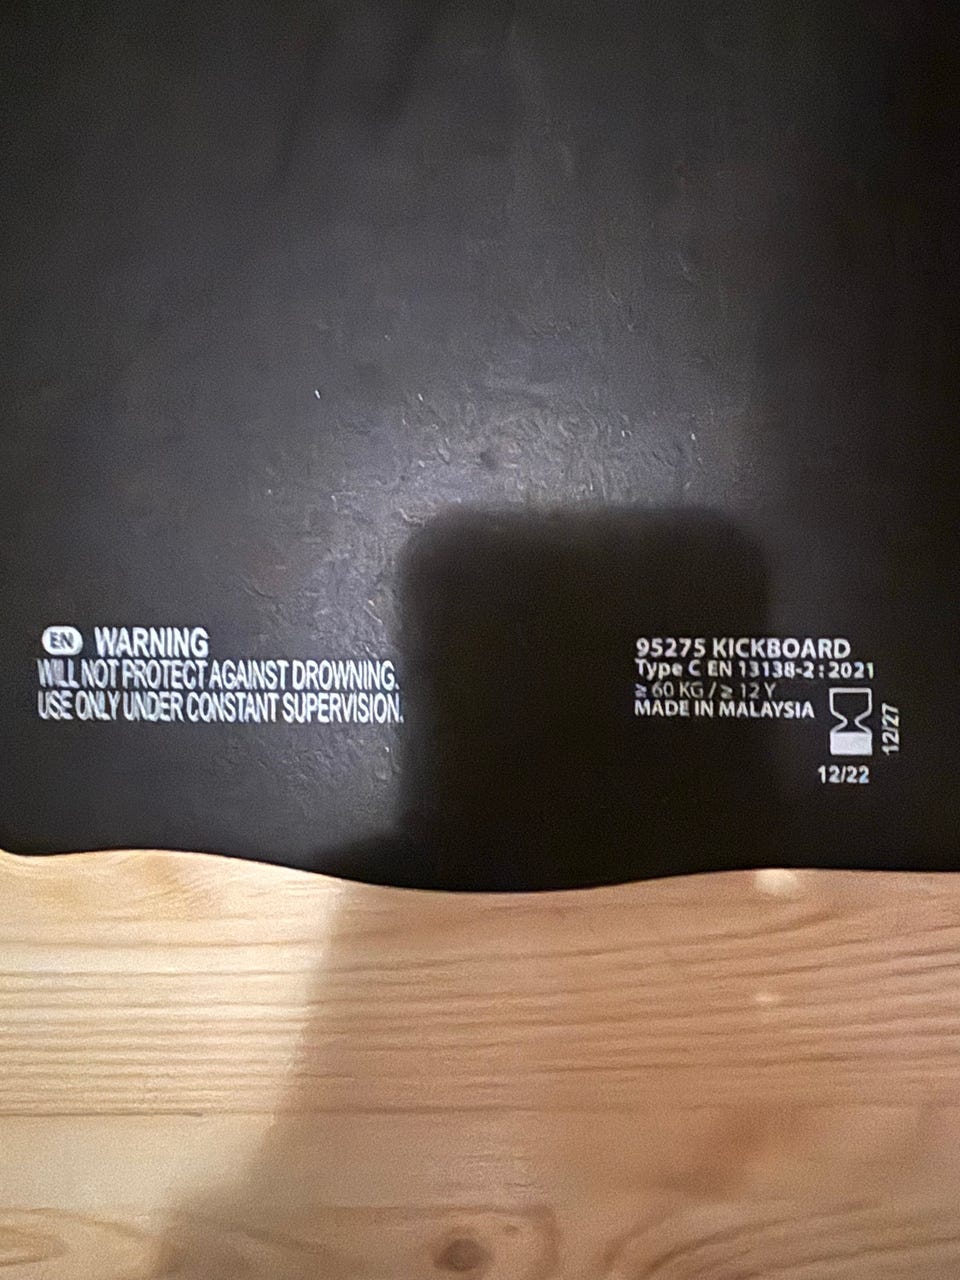 EN WARNING
WILL NOT PROTECT AGAINST DROWNING.
USE ONLY UNDER CONSTANT SUPERVISION.
95275 KICKBOARD
Type C EN 13138-2:2021
≥ 60 KG / ≥ 12 Y
MADE IN MALAYSIA
12/27
12/22